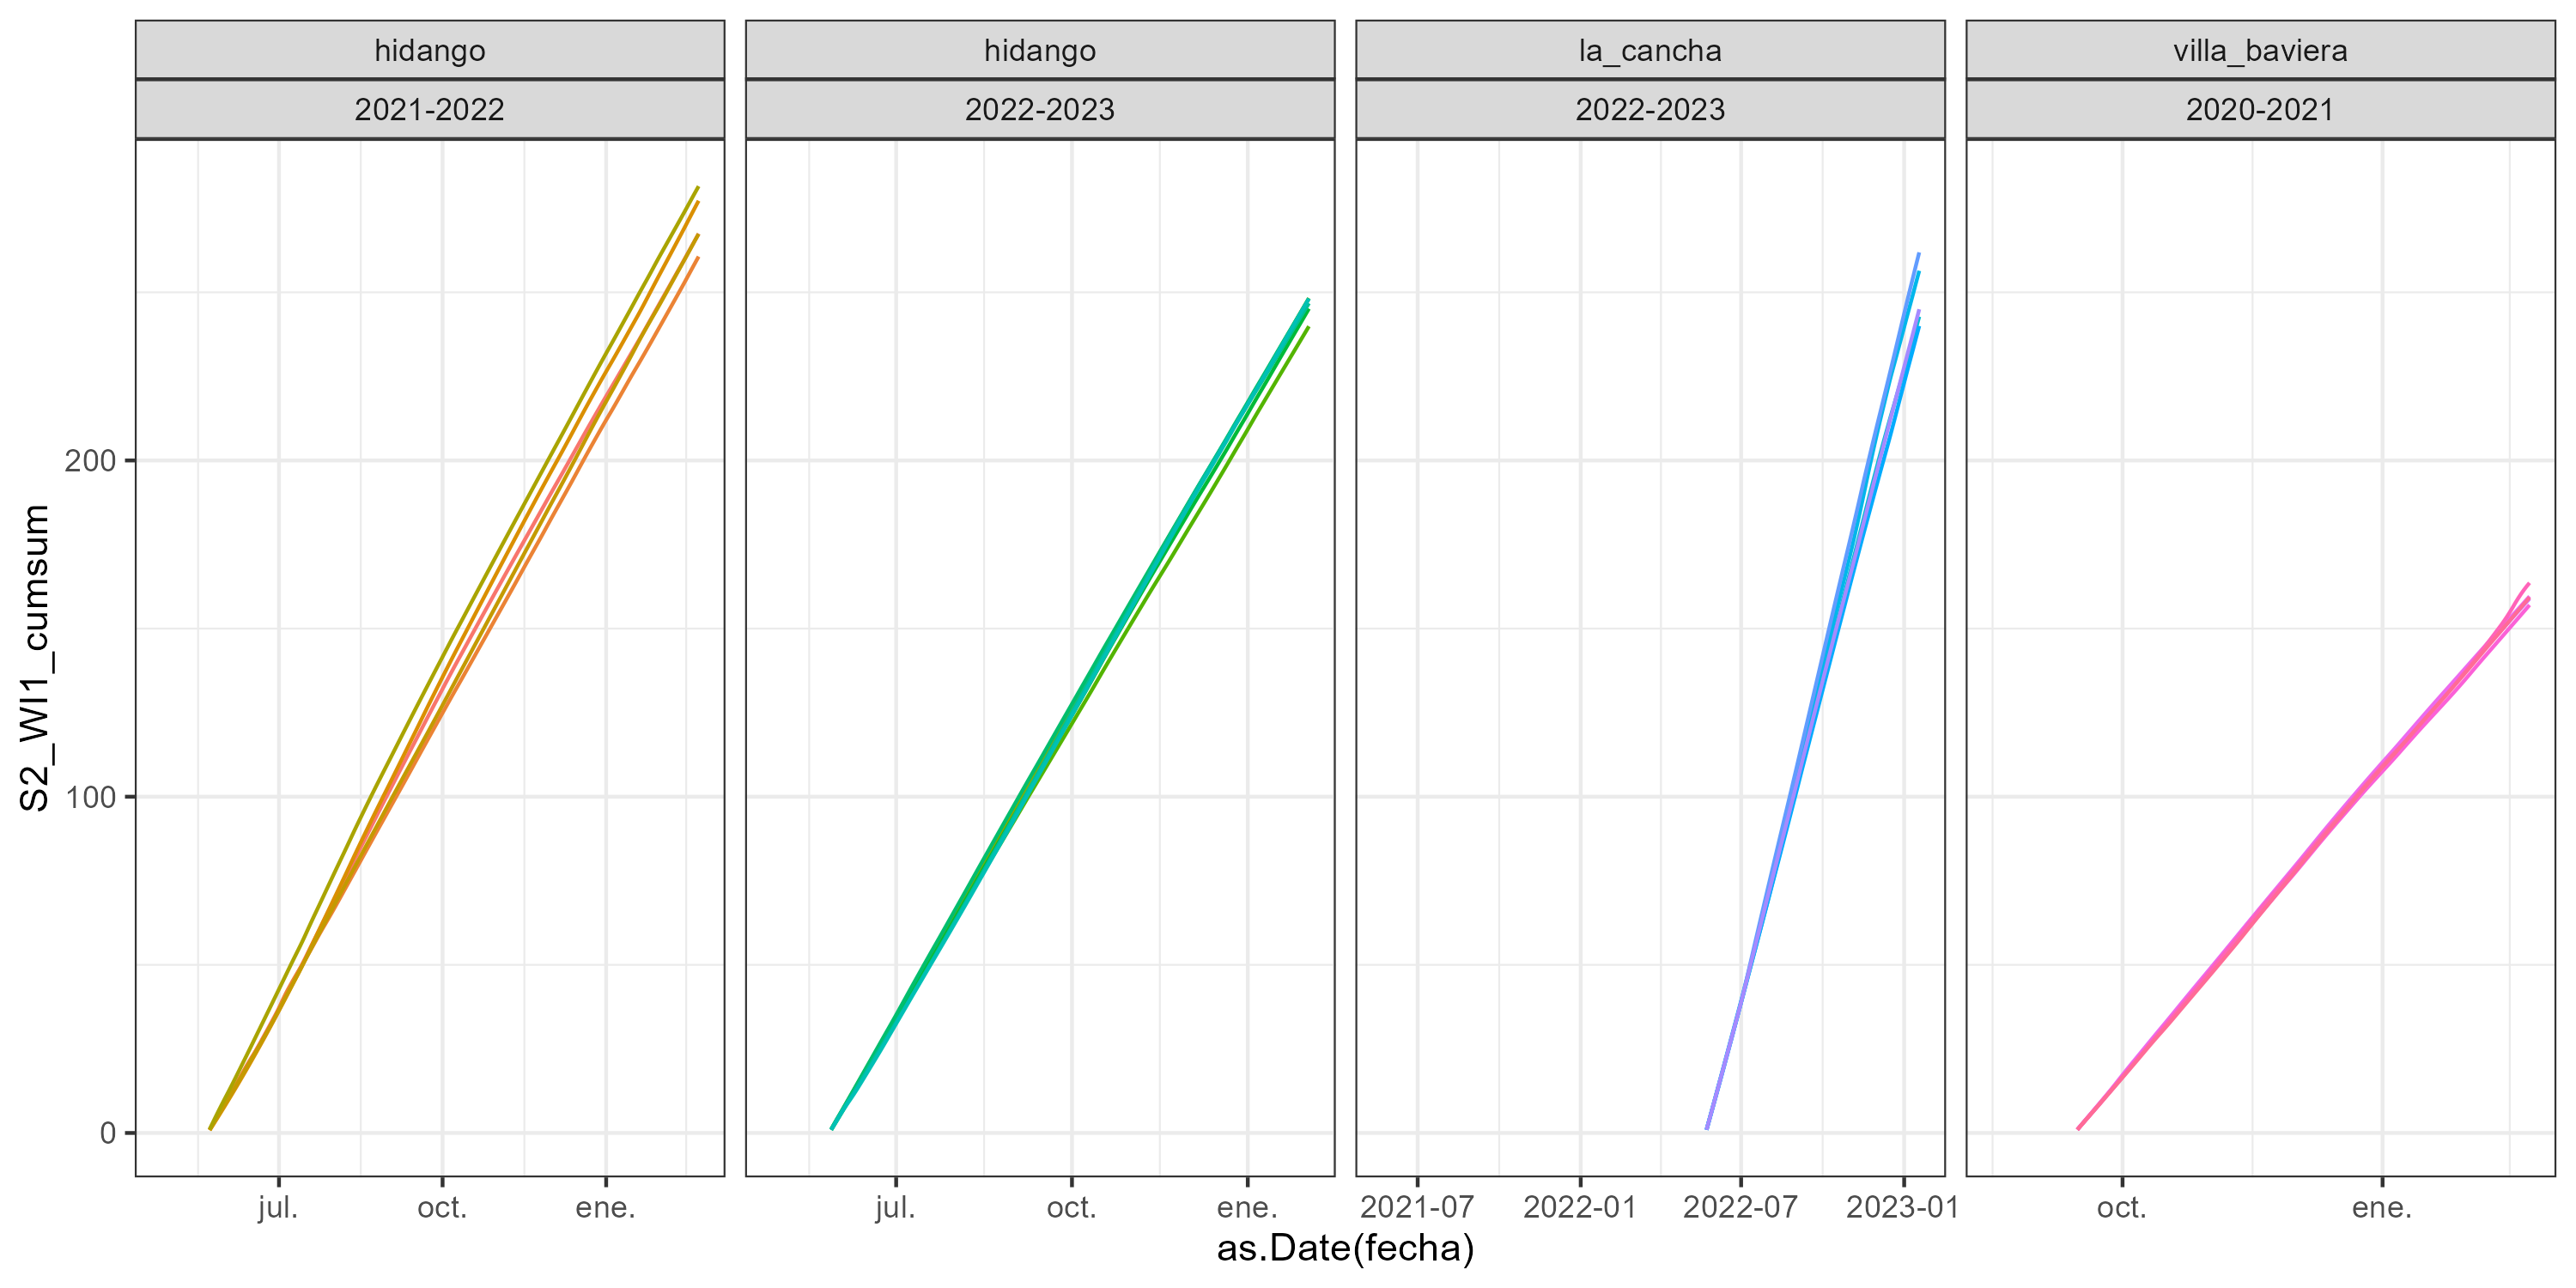 hidango hidango la_cancha villa_baviera
2021-2022 2022-2023 2022-2023 2020-2021
S2_WI1_cumsum
200
100
0
jul. oct. ene. jul. oct. ene. 2021-07 2022-01 2022-07 2023-01 oct. ene.
as.Date(fecha)